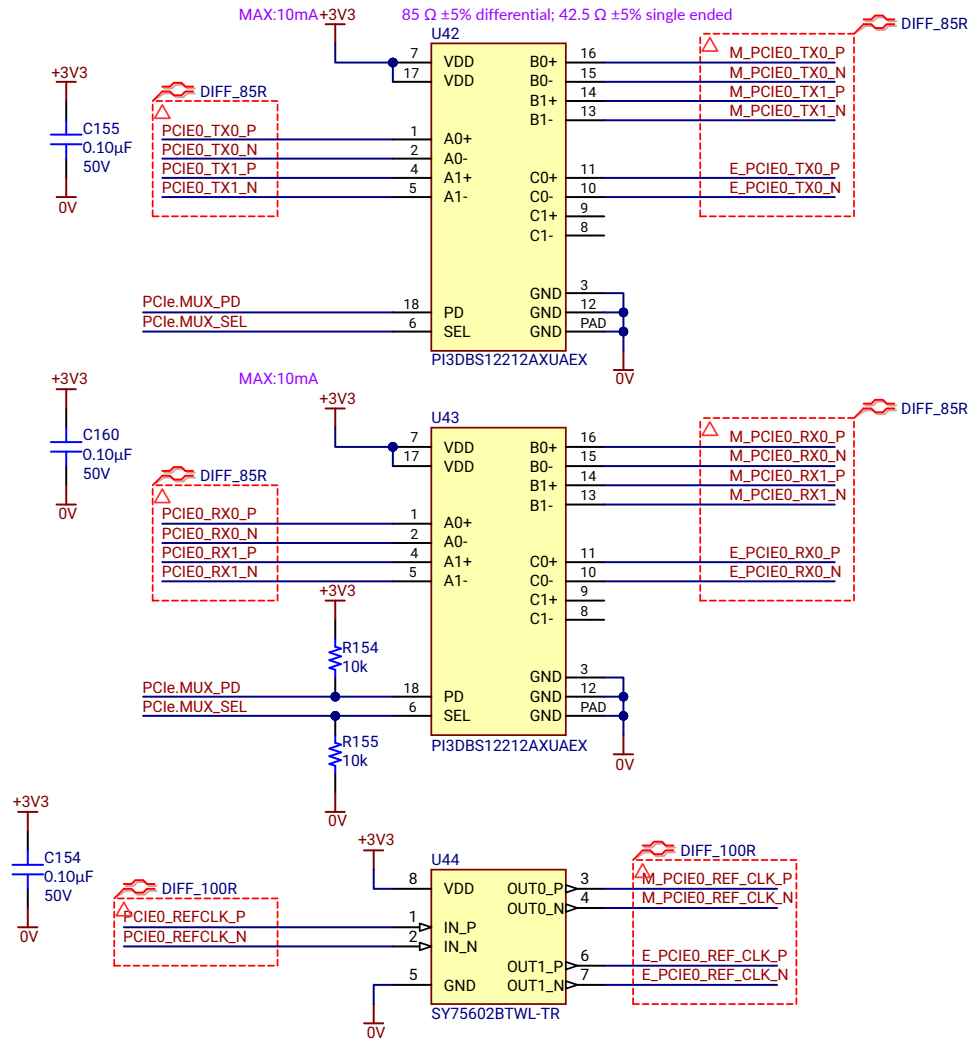 MAX:10mA
+3V3
85 Ω ±5% differential; 42.5 Ω ±5% single ended
DIFF_85R
U42
7 VDD
17 VDD
B0+ 16 M_PCIE0_TX0_P
B0- 15 M_PCIE0_TX0_N
B1+ 14 M_PCIE0_TX1_P
B1- 13 M_PCIE0_TX1_N
+3V3
C155
0.10µF
50V
0V
DIFF_85R
PCIE0_TX0_P 1 A0+
PCIE0_TX0_N 2 A0-
PCIE0_TX1_P 4 A1+
PCIE0_TX1_N 5 A1-
C0+ 11 E_PCIE0_TX0_P
C0- 10 E_PCIE0_TX0_N
C1+ 9
C1- 8
GND 3
GND 12
GND PAD
PCIe.MUX_PD 18 PD
PCIe.MUX_SEL 6 SEL
PI3DBS12212AXUAEX
0V
MAX:10mA
+3V3
+3V3
C160
0.10µF
50V
0V
DIFF_85R
U43
7 VDD
17 VDD
B0+ 16 M_PCIE0_RX0_P
B0- 15 M_PCIE0_RX0_N
B1+ 14 M_PCIE0_RX1_P
B1- 13 M_PCIE0_RX1_N
DIFF_85R
PCIE0_RX0_P 1 A0+
PCIE0_RX0_N 2 A0-
PCIE0_RX1_P 4 A1+
PCIE0_RX1_N 5 A1-
C0+ 11 E_PCIE0_RX0_P
C0- 10 E_PCIE0_RX0_N
C1+ 9
C1- 8
+3V3
R154
10k
GND 3
GND 12
GND PAD
PCIe.MUX_PD 18 PD
PCIe.MUX_SEL 6 SEL
R155
10k
0V
PI3DBS12212AXUAEX
0V
+3V3
C154
0.10µF
50V
0V
+3V3
U44
DIFF_100R
8 VDD
OUT0_P 3 M_PCIE0_REF_CLK_P
OUT0_N 4 M_PCIE0_REF_CLK_N
DIFF_100R
PCIE0_REFCLK_P 1 IN_P
PCIE0_REFCLK_N 2 IN_N
OUT1_P 6 E_PCIE0_REF_CLK_P
OUT1_N 7 E_PCIE0_REF_CLK_N
5 GND
SY75602BTWL-TR
0V